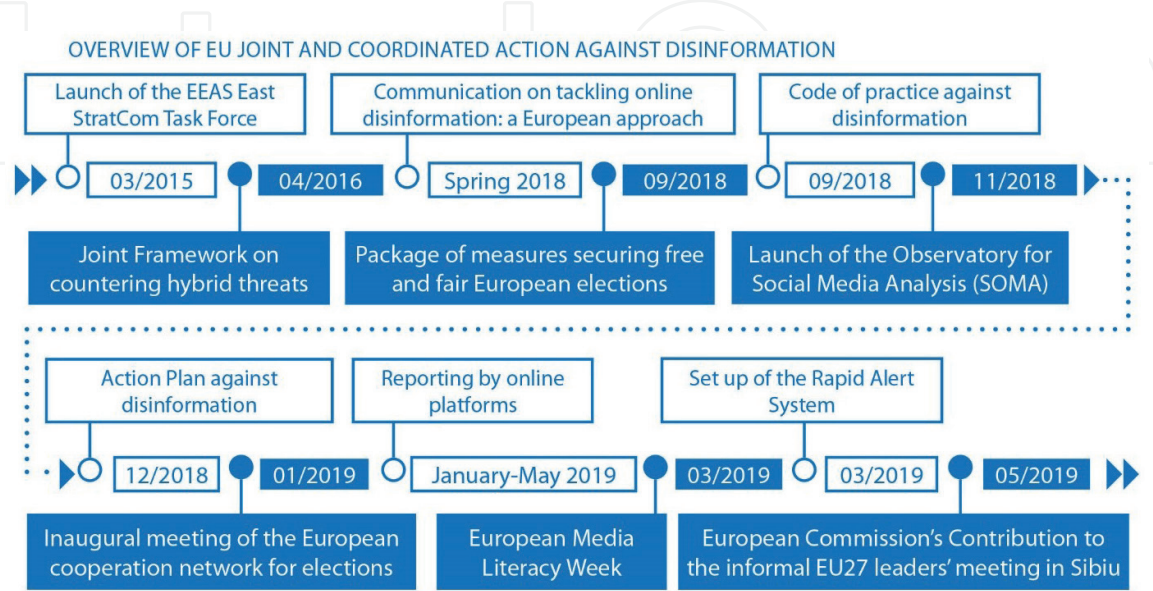 OVERVIEW OF EU JOINT AND COORDINATED ACTION AGAINST DISINFORMATION
Launch of the EEAS East
StratCom Task Force
Communication on tackling online
disinformation: a European approach
Code of practice against
disinformation
03/2015
04/2016
Spring 2018
09/2018
09/2018
11/2018
Joint Framework on
countering hybrid threats
Package of measures securing free
and fair European elections
Launch of the Observatory for
Social Media Analysis (SOMA)
Action Plan against
disinformation
Reporting by online
platforms
Set up of the Rapid Alert
System
12/2018
01/2019
January-May 2019
03/2019
03/2019
05/2019
Inaugural meeting of the European
cooperation network for elections
European Media
Literacy Week
European Commission's Contribution to
the informal EU27 leaders' meeting in Sibiu